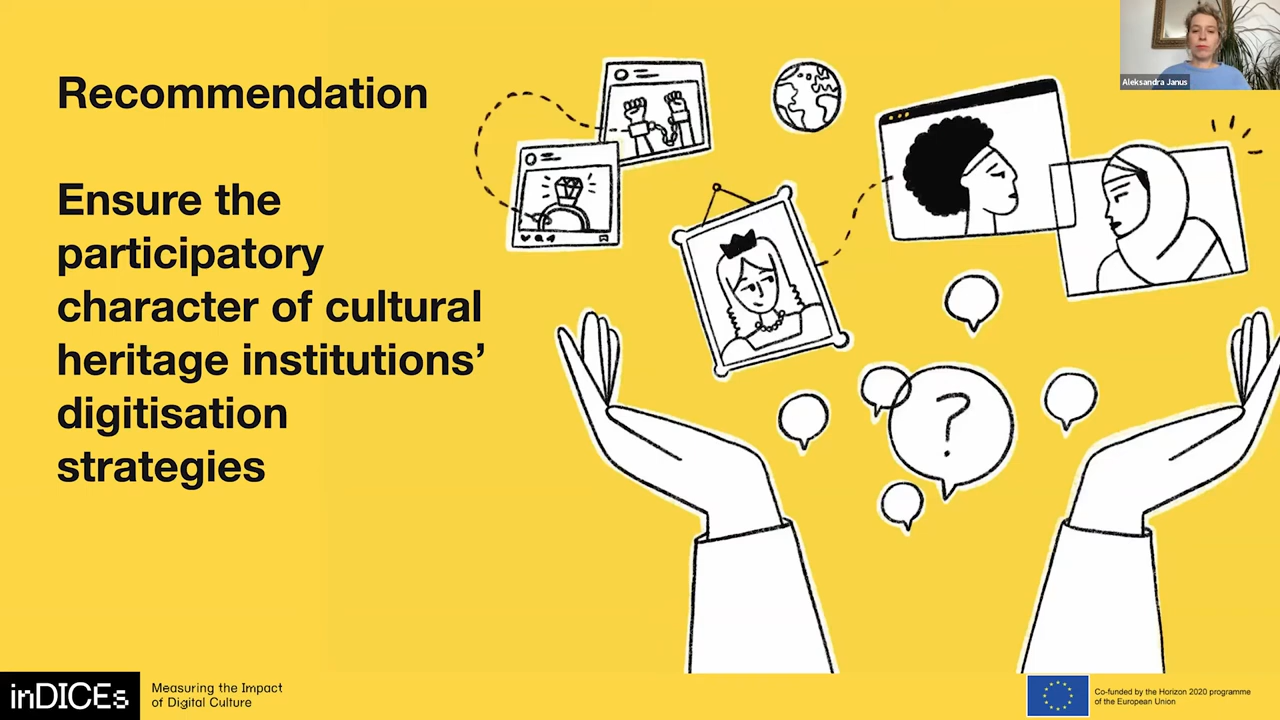 Recommendation
Ensure the
participatory
character of cultural
heritage institutions’
digitisation
strategies
Aleksandra Janus
?
inDICEs
Measuring the Impact
of Digital Culture
Co-funded by the Horizon 2020 programme
of the European Union